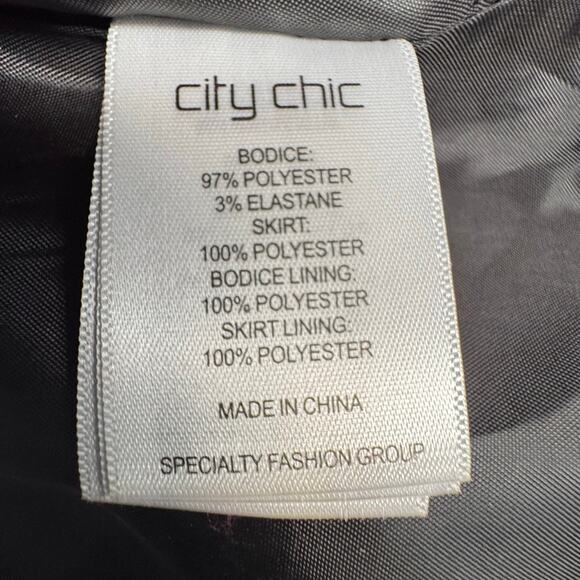 city chic
BODICE:
97% POLYESTER
3% ELASTANE
SKIRT:
100% POLYESTER
BODICE LINING:
100% POLYESTER
SKIRT LINING:
100% POLYESTER
MADE IN CHINA
SPECIALTY FASHION GROUP